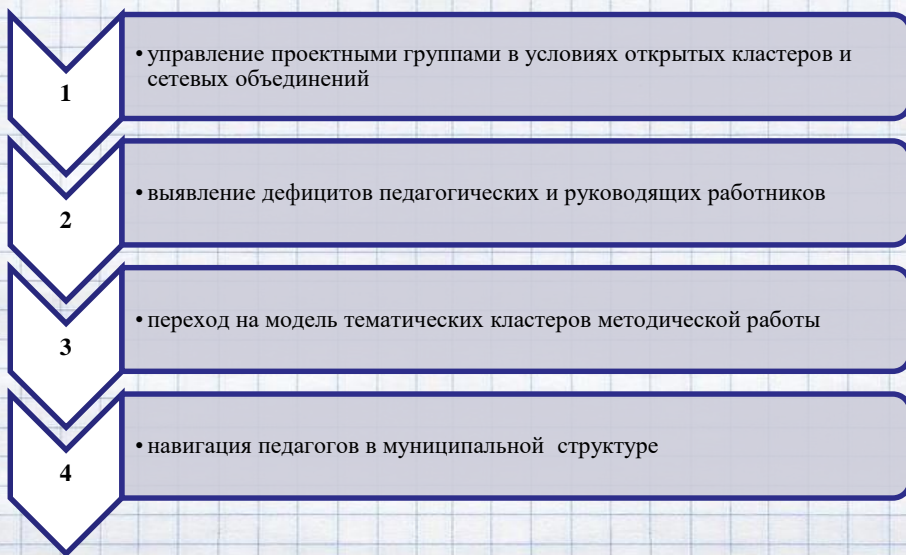 1
• управление проектными группами в условиях открытых кластеров и
сетевых объединений
2
• выявление дефицитов педагогических и руководящих работников
3
• переход на модель тематических кластеров методической работы
4
• навигация педагогов в муниципальной структуре